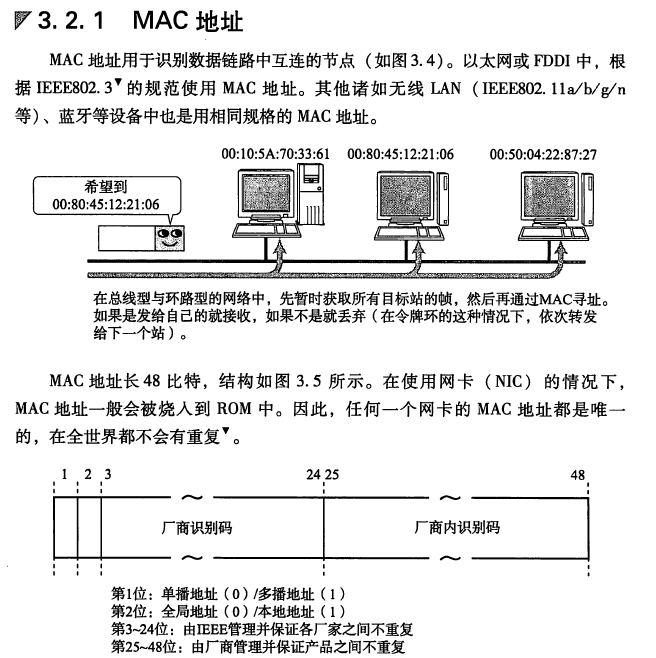 3.2.1 MAC 地址
MAC 地址用于识别数据链路中互连的节点（如图3.4）。以太网或 FDDI 中，根
据 IEEE802.3▼的规范使用 MAC 地址。其他诸如无线 LAN（IEEE802.11a/b/g/n
等）、蓝牙等设备中也是用相同规格的 MAC 地址。
00:10:5A:70:33:61
00:80:45:12:21:06
00:50:04:22:87:27
希望到
00:80:45:12:21:06
在总线型与环路型的网络中，先暂时获取所有目标站的帧，然后再通过MAC寻址。
如果是发给自己的就接收，如果不是就丢弃（在令牌环的这种情况下，依次转发
给下一个站）。
MAC 地址长 48 比特，结构如图 3.5 所示。在使用网卡（NIC）的情况下，
MAC 地址一般会被烧入到 ROM 中。因此，任何一个网卡的 MAC 地址都是唯一
的，在全世界都不会有重复▼。
1 2 3 24 25 48
厂商识别码 厂商内识别码
第1位：单播地址（0）/多播地址（1）
第2位：全局地址（0）/本地地址（1）
第3~24位：由IEEE管理并保证各厂家之间不重复
第25~48位：由厂商管理并保证产品之间不重复